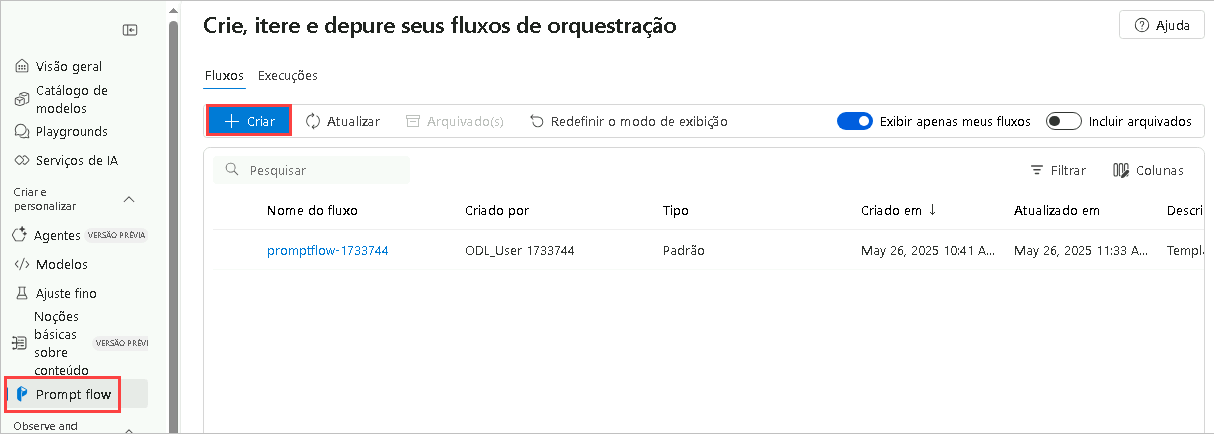 Crie, itere e depure seus fluxos de orquestração
Ajuda
Visão geral
Catálogo de
modelos
Playgrounds
Serviços de IA
Criar e
personalizar
Agentes VERSÃO PRÉVIA
Modelos
Ajuste fino
Noções
básicas
sobre
conteúdo
VERSÃO PRÉVI
Prompt flow
Observe and
Fluxos Execuções
Criar Atualizar Arquivado(s) Redefinir o modo de exibição Exibir apenas meus fluxos Incluir arquivados
Pesquisar Filtrar Colunas
Nome do fluxo Criado por Tipo Criado em ↓ Atualizado em Descri
promptflow-1733744 ODL_User 1733744 Padrão May 26, 2025 10:41 A... May 26, 2025 11:33 A... Templa